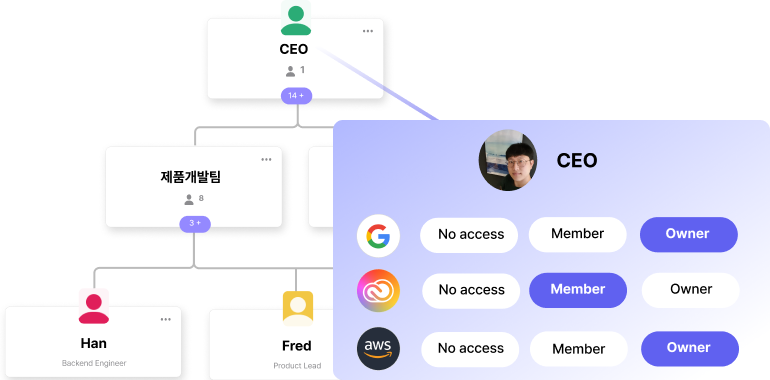 CEO
1
14 +
제품개발팀
8
3 +
Han
Backend Engineer
Fred
Product Lead
CEO
G
No access
Member
Owner
No access
Member
Owner
aws
No access
Member
Owner